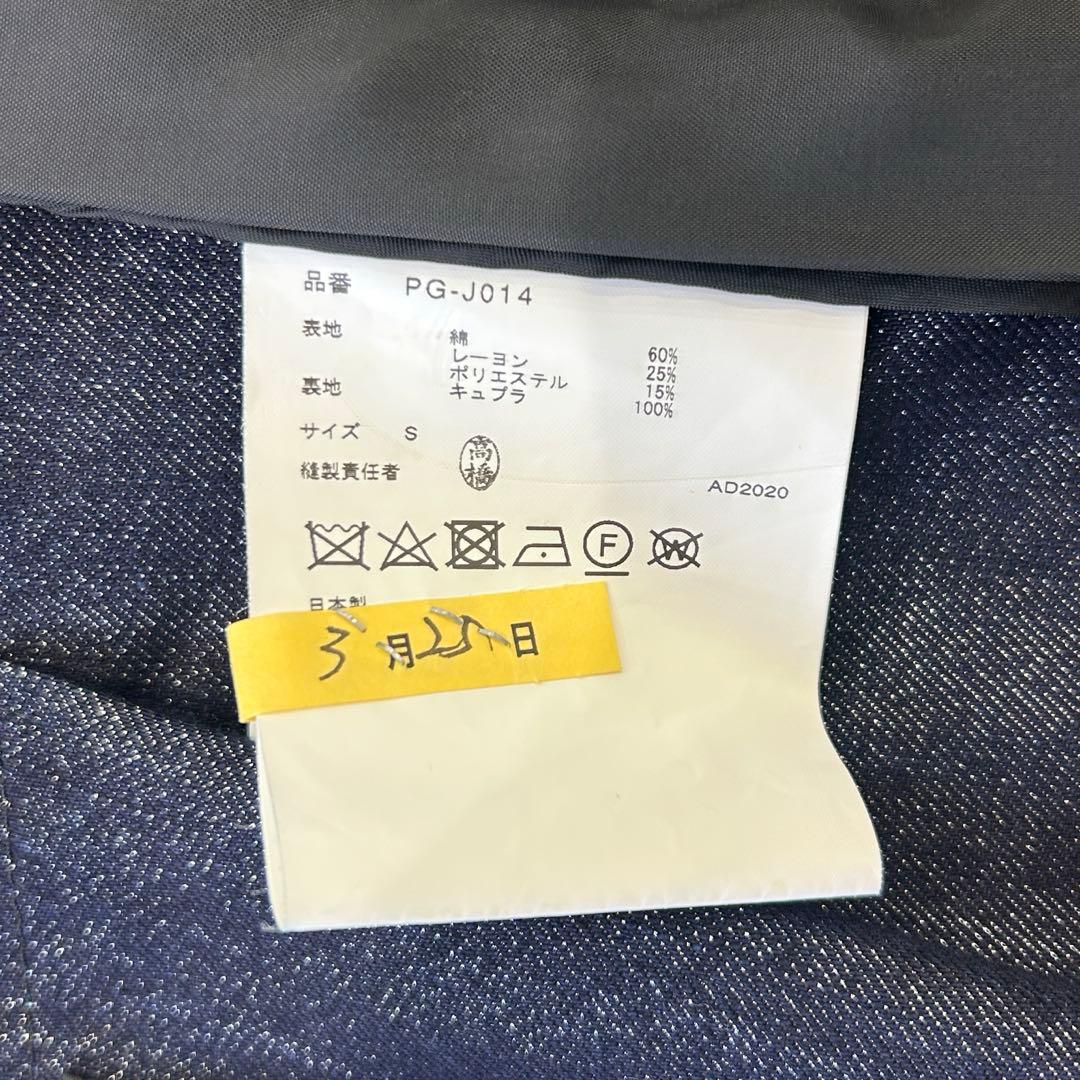 品番 PG-J014
表地 綿 60%
レーヨン 25%
ポリエステル 15%
裏地 キュプラ 100%
サイズ S
縫製責任者 高橋
AD2020
F W
日本製
3月25日